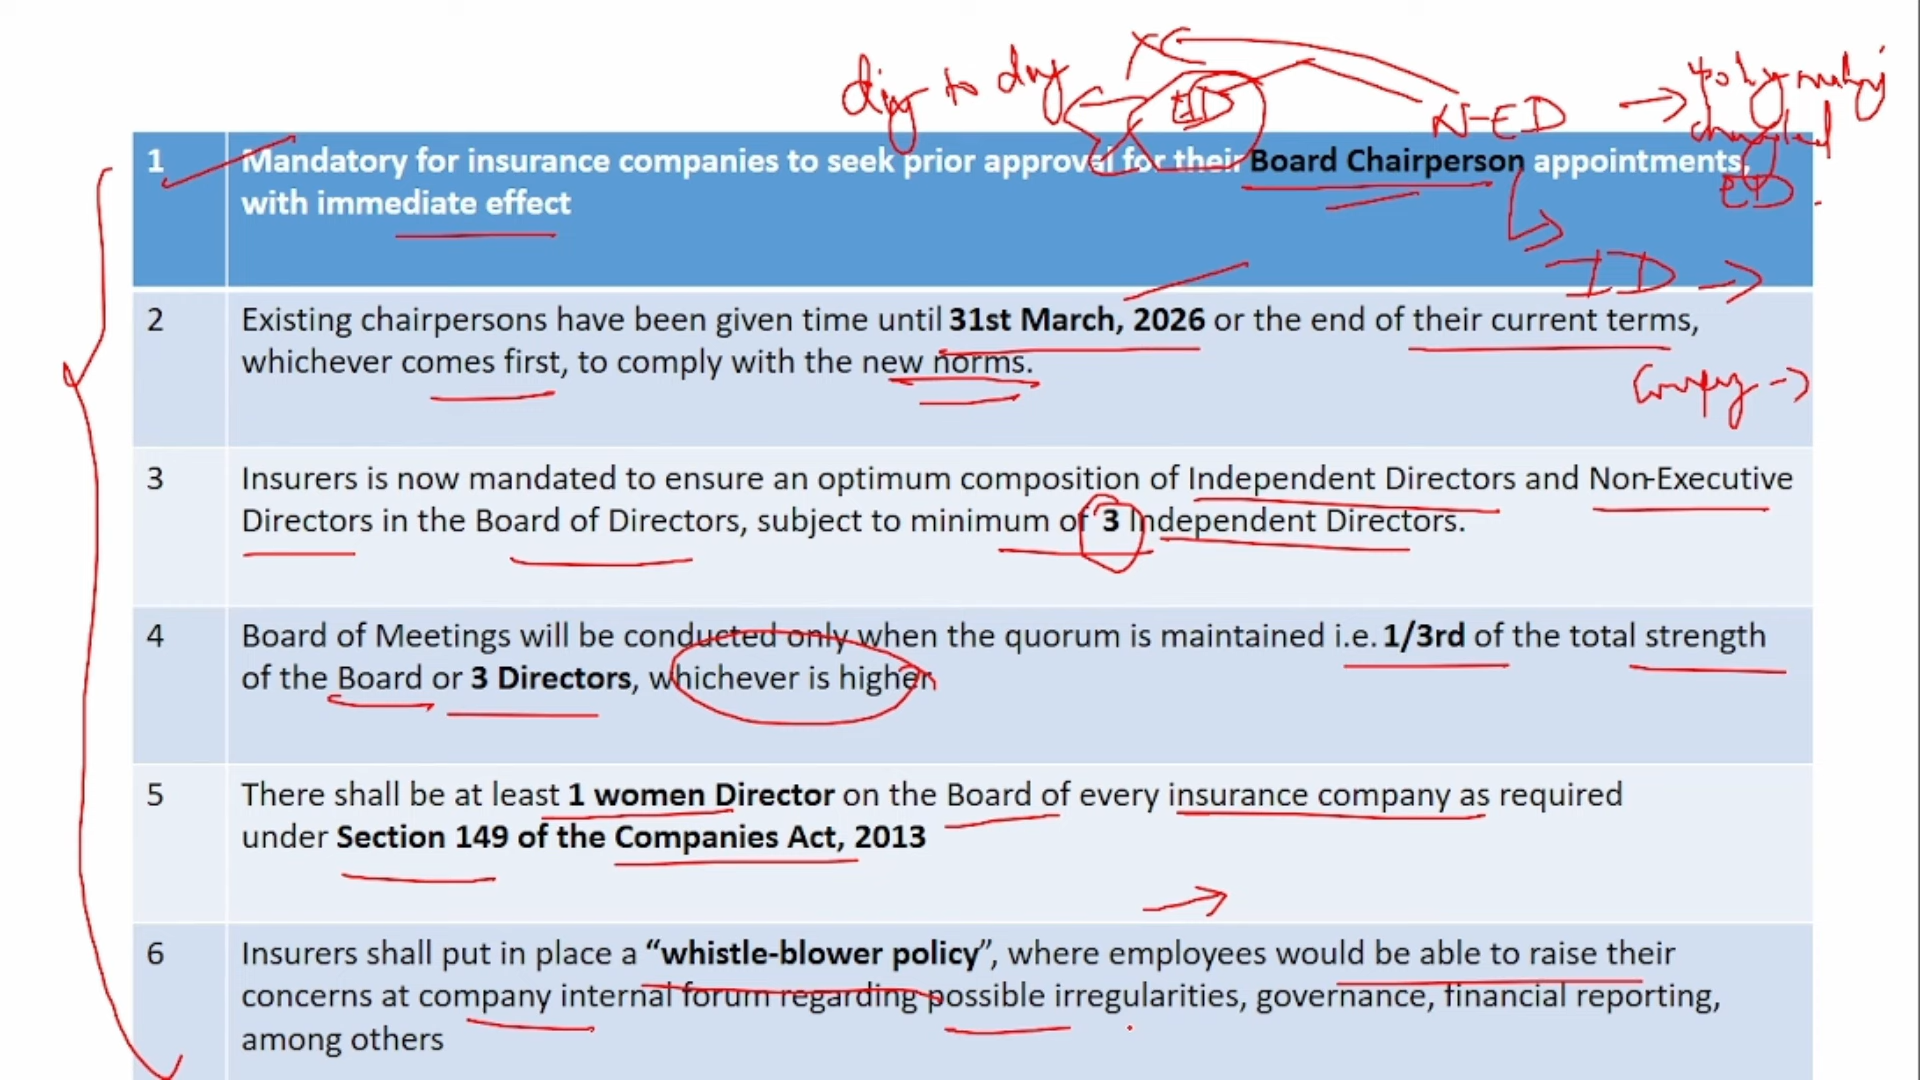 day to day
ED
N-ED
policy making
ED
1 Mandatory for insurance companies to seek prior approval for their Board Chairperson appointments,
with immediate effect
ID
2 Existing chairpersons have been given time until 31st March, 2026 or the end of their current terms,
whichever comes first, to comply with the new norms.
Company
3 Insurers is now mandated to ensure an optimum composition of Independent Directors and Non-Executive
Directors in the Board of Directors, subject to minimum of 3 Independent Directors.
4 Board of Meetings will be conducted only when the quorum is maintained i.e. 1/3rd of the total strength
of the Board or 3 Directors, whichever is higher
5 There shall be at least 1 women Director on the Board of every insurance company as required
under Section 149 of the Companies Act, 2013
6 Insurers shall put in place a “whistle-blower policy”, where employees would be able to raise their
concerns at company internal forum regarding possible irregularities, governance, financial reporting,
among others